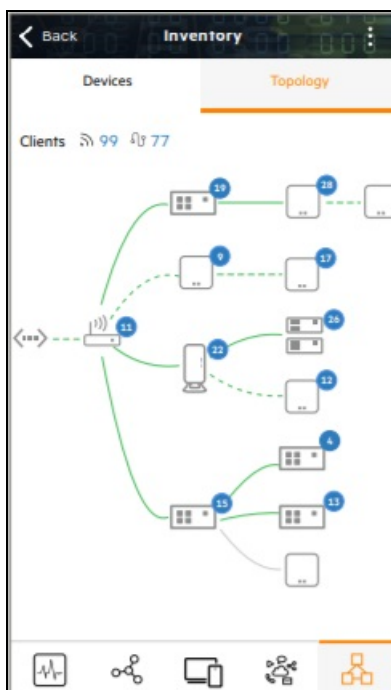 Back
Inventory
Devices
Topology
Clients 99 77
19
28
9
17
11
26
22
12
4
15
13